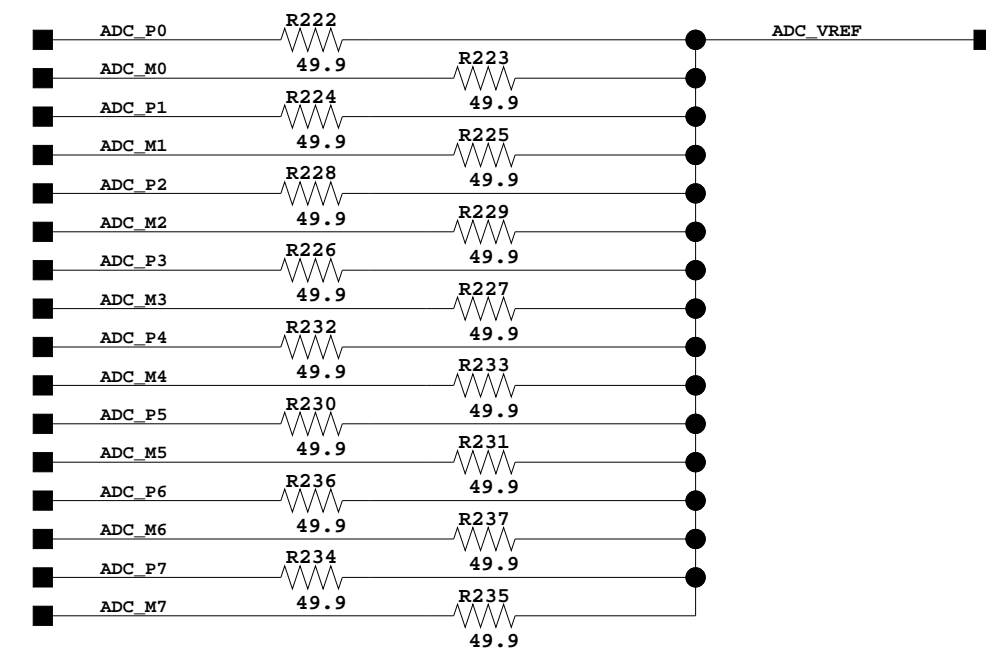 ADC_P0 R222 49.9 ADC_VREF
ADC_M0 R223 49.9
ADC_P1 R224 49.9
ADC_M1 R225 49.9
ADC_P2 R228 49.9
ADC_M2 R229 49.9
ADC_P3 R226 49.9
ADC_M3 R227 49.9
ADC_P4 R232 49.9
ADC_M4 R233 49.9
ADC_P5 R230 49.9
ADC_M5 R231 49.9
ADC_P6 R236 49.9
ADC_M6 R237 49.9
ADC_P7 R234 49.9
ADC_M7 R235 49.9